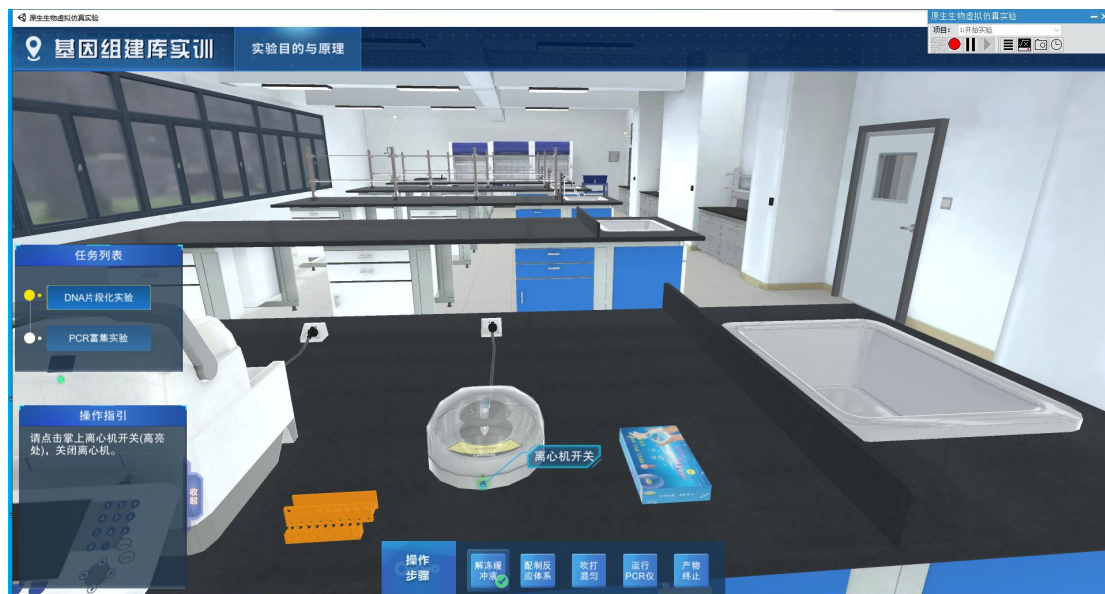 原生生物虚拟仿真实验
原生生物虚拟仿真实验
项目: 1:开始实验
基因组建库实训
实验目的与原理
任务列表
DNA片段化实验
PCR富集实验
操作指引
请点击掌上离心机开关(高亮
处)，关闭离心机。
收起
离心机开关
操作
步骤
解冻缓
冲液
配制反
应体系
吹打
混匀
运行
PCR仪
产物
终止